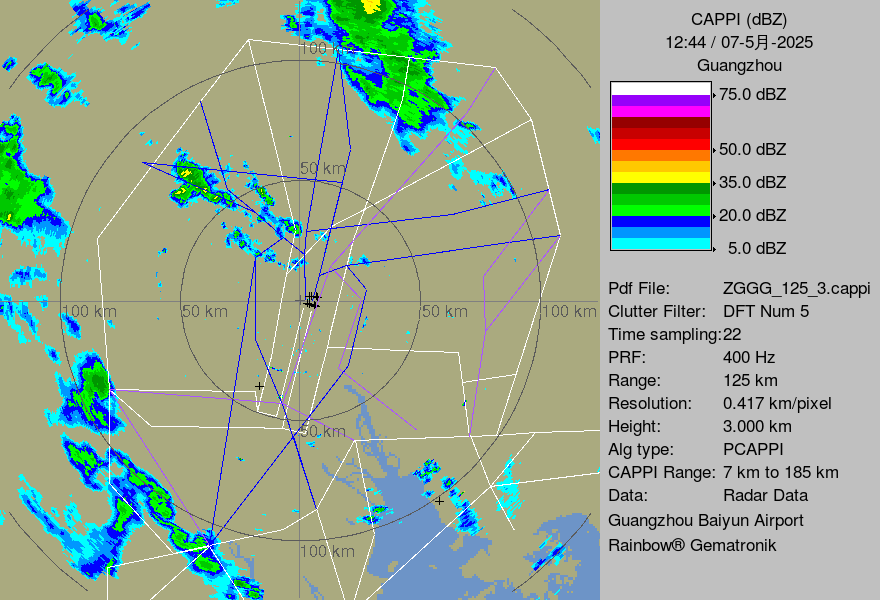 CAPPI (dBZ)
12:44 / 07-5月-2025
Guangzhou
75.0 dBZ
50.0 dBZ
35.0 dBZ
20.0 dBZ
5.0 dBZ
Pdf File: ZGGG_125_3.cappi
Clutter Filter: DFT Num 5
Time sampling:22
PRF: 400 Hz
Range: 125 km
Resolution: 0.417 km/pixel
Height: 3.000 km
Alg type: PCAPPI
CAPPI Range: 7 km to 185 km
Data: Radar Data
Guangzhou Baiyun Airport
Rainbow® Gematronik
100 km
50 km
100 km
50 km
50 km
100 km
50 km
100 km